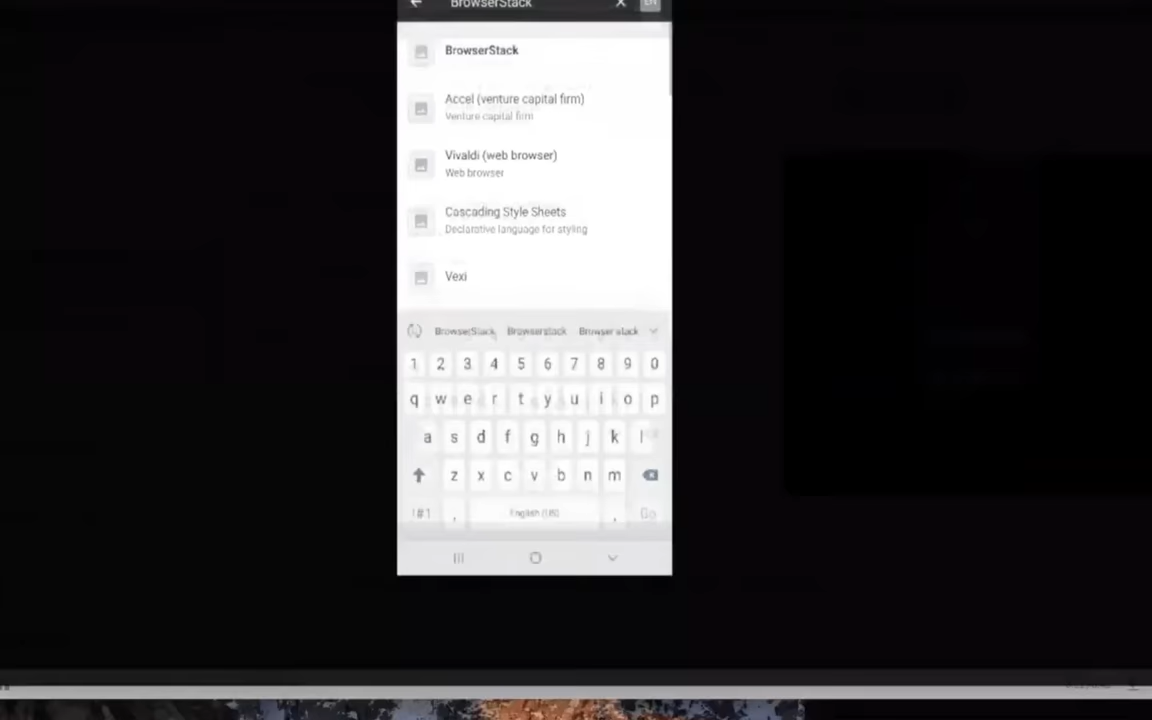 BrowserStack EN
BrowserStack
Accel (venture capital firm)
Venture capital firm
Vivaldi (web browser)
Web browser
Cascading Style Sheets
Declarative language for styling
Vexi
BrowserStack Browserstack Browser stack
1 2 3 4 5 6 7 8 9 0
q w e r t y u i o p
a s d f g h j k l
z x c v b n m
!#1 , English (US) . Go